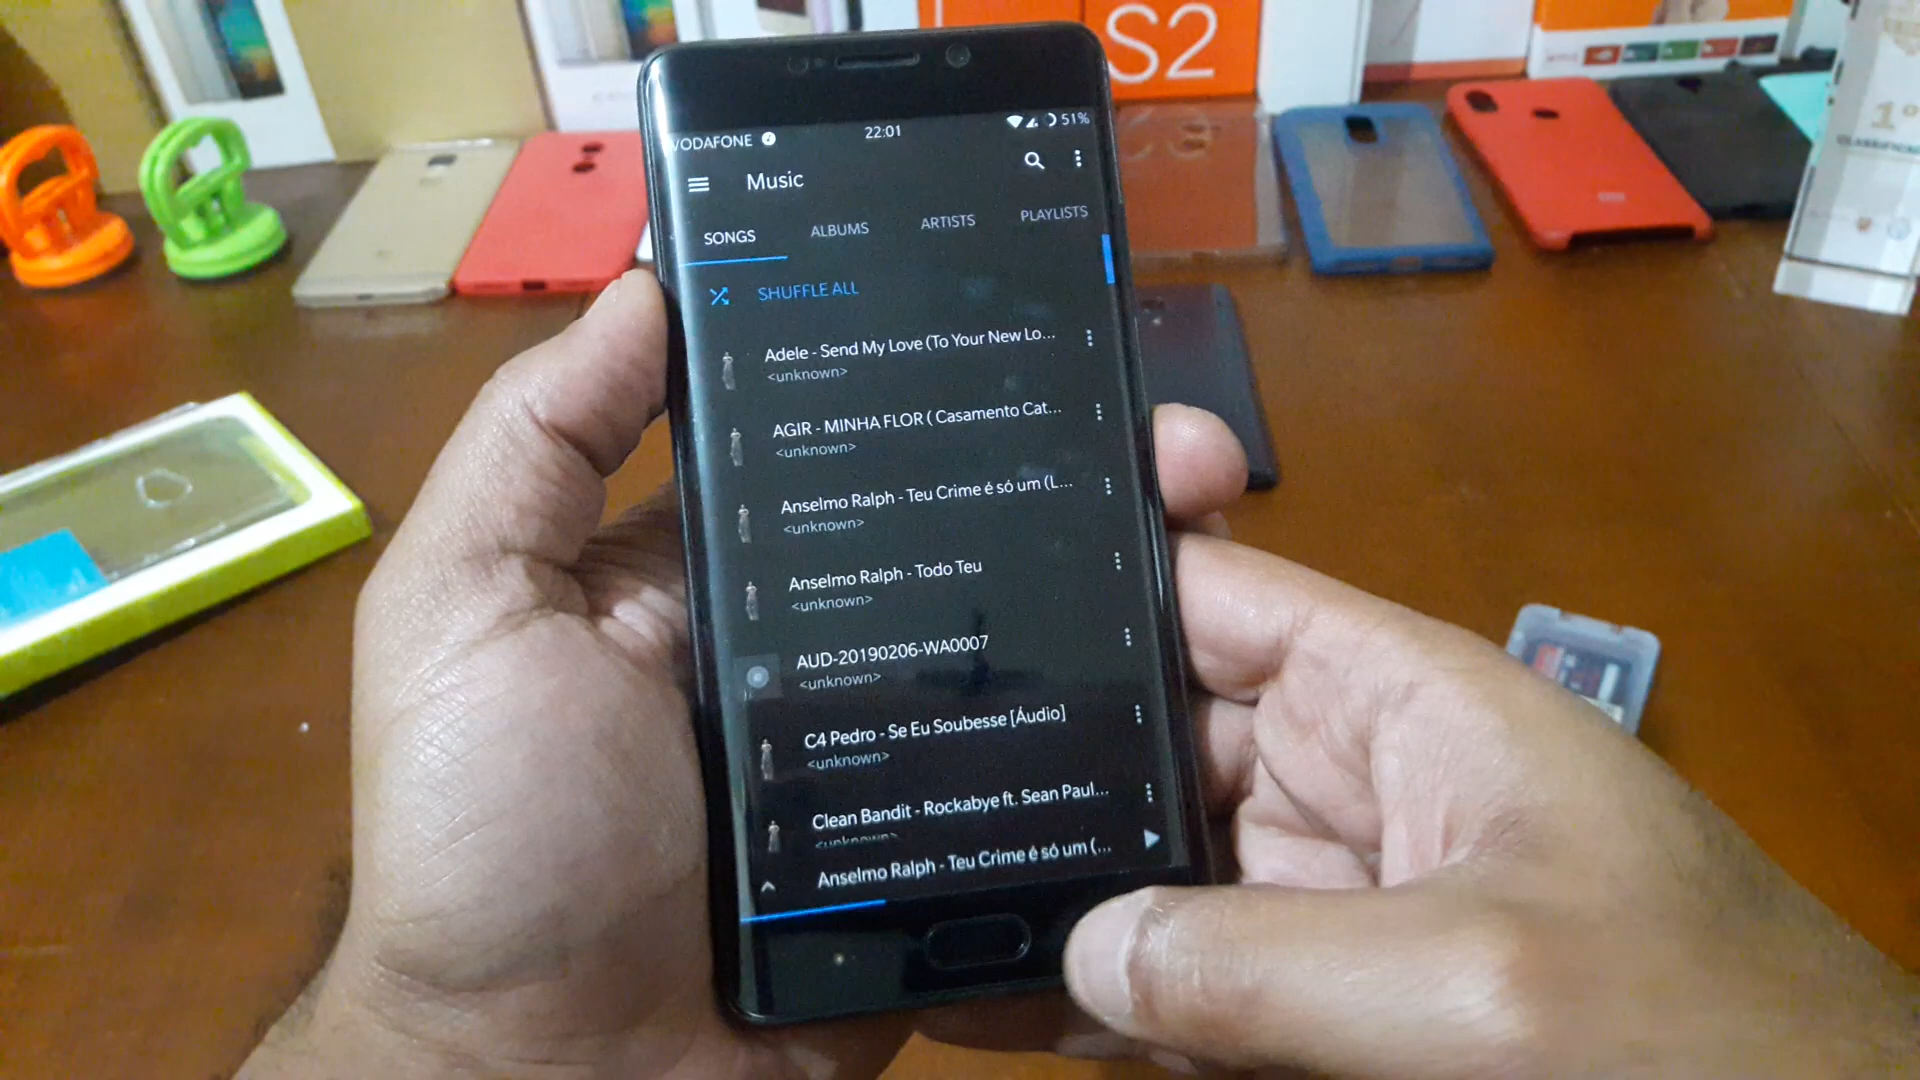 S2
VODAFONE
22:01
51%
Music
SONGS
ALBUMS
ARTISTS
PLAYLISTS
SHUFFLE ALL
Adele - Send My Love (To Your New Lo...
<unknown>
AGIR - MINHA FLOR ( Casamento Cat...
<unknown>
Anselmo Ralph - Teu Crime é só um (L...
<unknown>
Anselmo Ralph - Todo Teu
<unknown>
AUD-20190206-WA0007
<unknown>
C4 Pedro - Se Eu Soubesse [Áudio]
<unknown>
Clean Bandit - Rockabye ft. Sean Paul...
<unknown>
Anselmo Ralph - Teu Crime é só um (...
1º